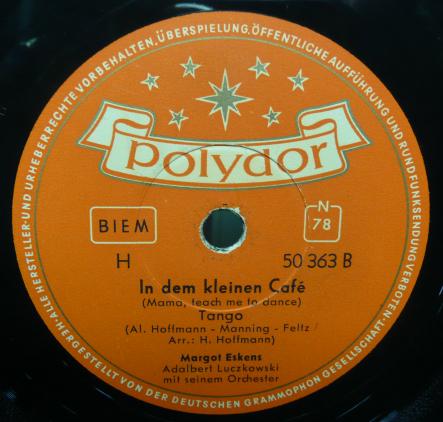 ALLE HERSTELLER-UND URHEBERRECHTE VORBEHALTEN. ÜBERSPIELUNG, ÖFFENTLICHE AUFFÜHRUNG UND RUNDFUNKSENDUNG VERBOTEN.
polydor
BIEM
N
78
H
50 363 B
In dem kleinen Café
(Mama, teach me to dance)
Tango
(Al. Hoffmann - Manning - Feltz
Arr.: H. Hoffmann)
Margot Eskens
Adalbert Luczkowski
mit seinem Orchester
HERGESTELLT VON DER DEUTSCHEN GRAMMOPHON GESELLSCHAFT